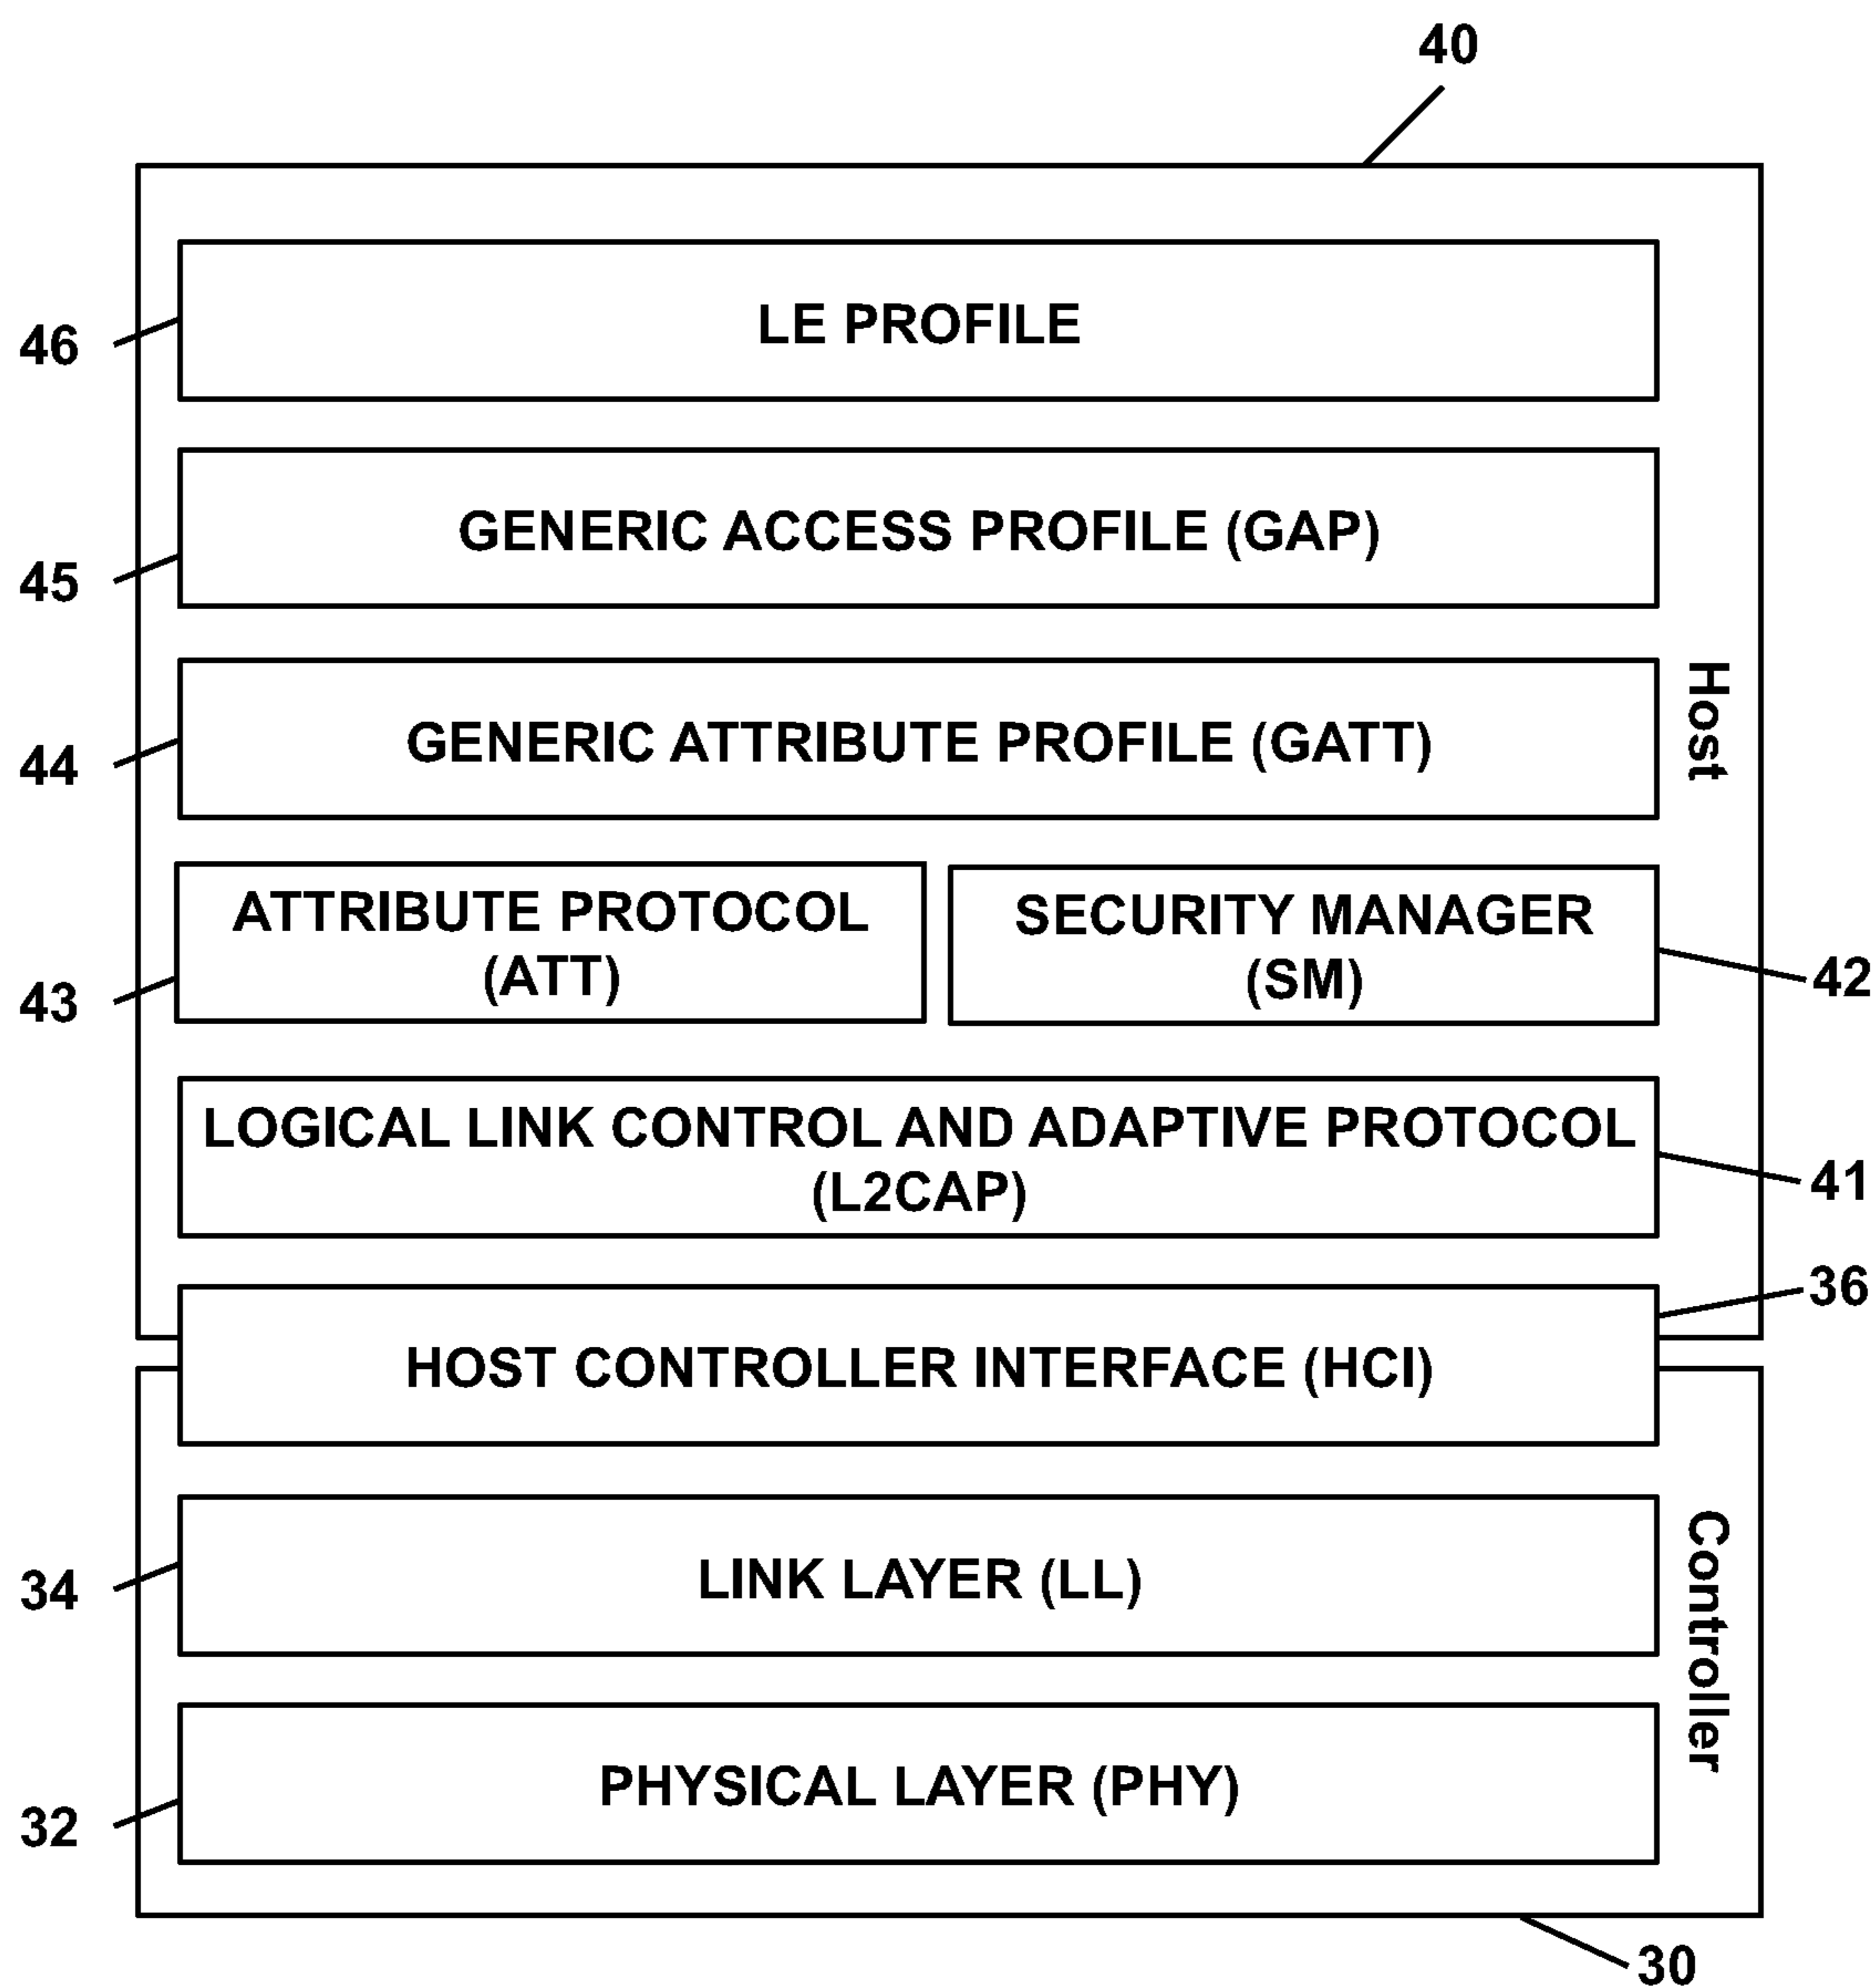 40
LE PROFILE
46
GENERIC ACCESS PROFILE (GAP)
45
Host
GENERIC ATTRIBUTE PROFILE (GATT)
44
ATTRIBUTE PROTOCOL
(ATT)
43
SECURITY MANAGER
(SM)
42
LOGICAL LINK CONTROL AND ADAPTIVE PROTOCOL
(L2CAP)
41
36
HOST CONTROLLER INTERFACE (HCI)
Controller
LINK LAYER (LL)
34
PHYSICAL LAYER (PHY)
32
30